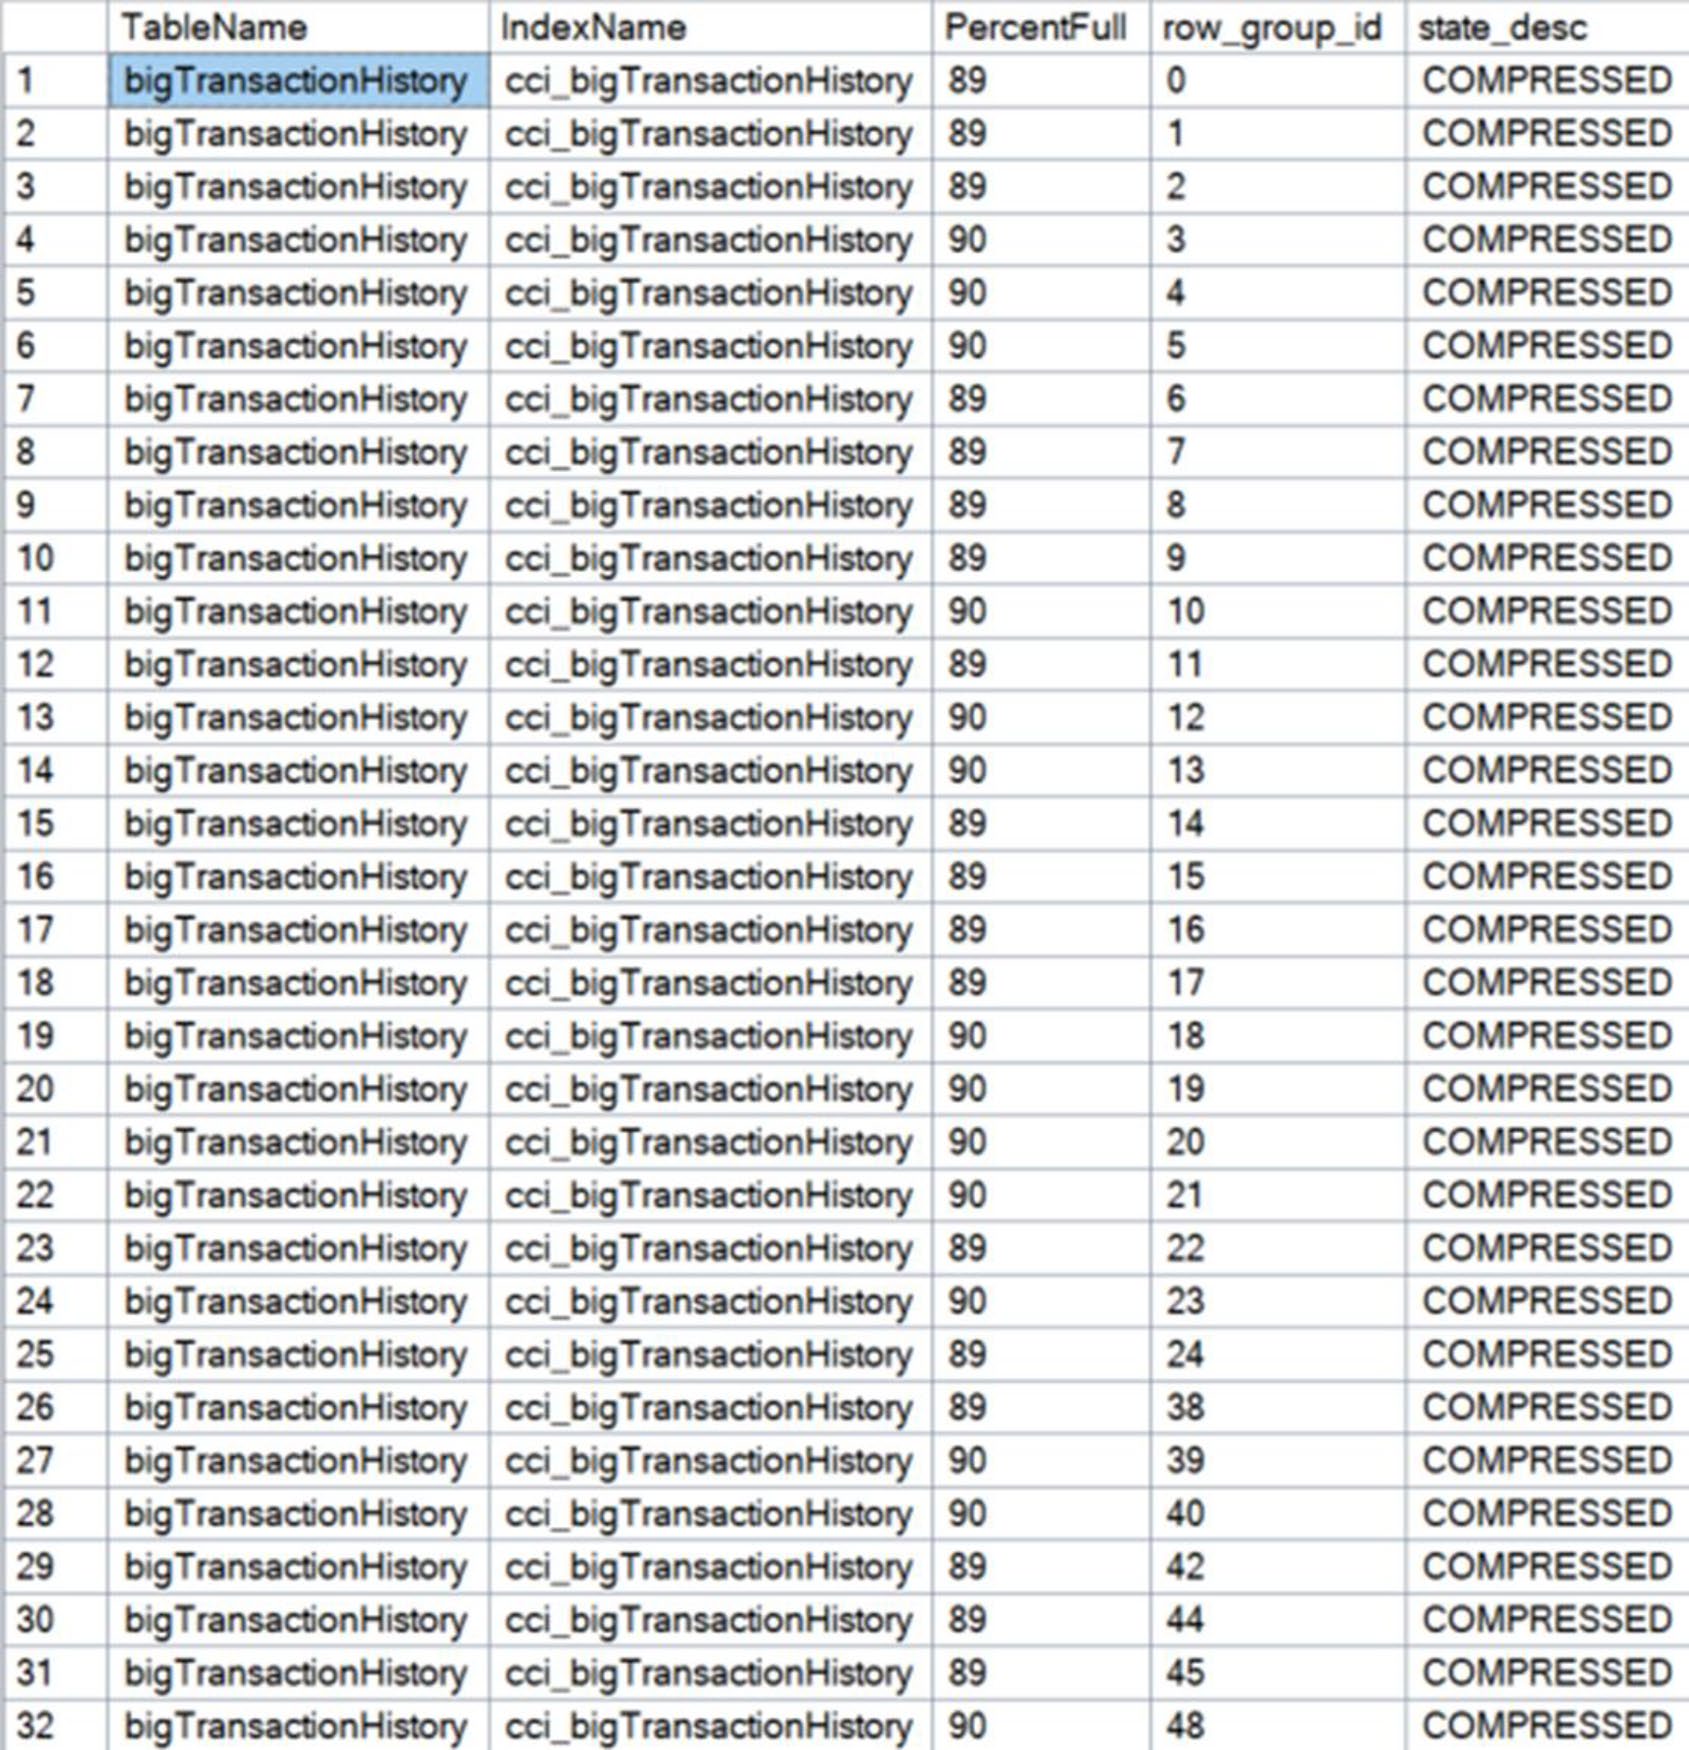 TableName IndexName PercentFull row_group_id state_desc
1 bigTransactionHistory cci_bigTransactionHistory 89 0 COMPRESSED
2 bigTransactionHistory cci_bigTransactionHistory 89 1 COMPRESSED
3 bigTransactionHistory cci_bigTransactionHistory 89 2 COMPRESSED
4 bigTransactionHistory cci_bigTransactionHistory 90 3 COMPRESSED
5 bigTransactionHistory cci_bigTransactionHistory 90 4 COMPRESSED
6 bigTransactionHistory cci_bigTransactionHistory 90 5 COMPRESSED
7 bigTransactionHistory cci_bigTransactionHistory 89 6 COMPRESSED
8 bigTransactionHistory cci_bigTransactionHistory 89 7 COMPRESSED
9 bigTransactionHistory cci_bigTransactionHistory 89 8 COMPRESSED
10 bigTransactionHistory cci_bigTransactionHistory 89 9 COMPRESSED
11 bigTransactionHistory cci_bigTransactionHistory 90 10 COMPRESSED
12 bigTransactionHistory cci_bigTransactionHistory 89 11 COMPRESSED
13 bigTransactionHistory cci_bigTransactionHistory 90 12 COMPRESSED
14 bigTransactionHistory cci_bigTransactionHistory 90 13 COMPRESSED
15 bigTransactionHistory cci_bigTransactionHistory 89 14 COMPRESSED
16 bigTransactionHistory cci_bigTransactionHistory 89 15 COMPRESSED
17 bigTransactionHistory cci_bigTransactionHistory 89 16 COMPRESSED
18 bigTransactionHistory cci_bigTransactionHistory 89 17 COMPRESSED
19 bigTransactionHistory cci_bigTransactionHistory 90 18 COMPRESSED
20 bigTransactionHistory cci_bigTransactionHistory 90 19 COMPRESSED
21 bigTransactionHistory cci_bigTransactionHistory 90 20 COMPRESSED
22 bigTransactionHistory cci_bigTransactionHistory 90 21 COMPRESSED
23 bigTransactionHistory cci_bigTransactionHistory 89 22 COMPRESSED
24 bigTransactionHistory cci_bigTransactionHistory 90 23 COMPRESSED
25 bigTransactionHistory cci_bigTransactionHistory 89 24 COMPRESSED
26 bigTransactionHistory cci_bigTransactionHistory 89 38 COMPRESSED
27 bigTransactionHistory cci_bigTransactionHistory 90 39 COMPRESSED
28 bigTransactionHistory cci_bigTransactionHistory 90 40 COMPRESSED
29 bigTransactionHistory cci_bigTransactionHistory 89 42 COMPRESSED
30 bigTransactionHistory cci_bigTransactionHistory 89 44 COMPRESSED
31 bigTransactionHistory cci_bigTransactionHistory 89 45 COMPRESSED
32 bigTransactionHistory cci_bigTransactionHistory 90 48 COMPRESSED